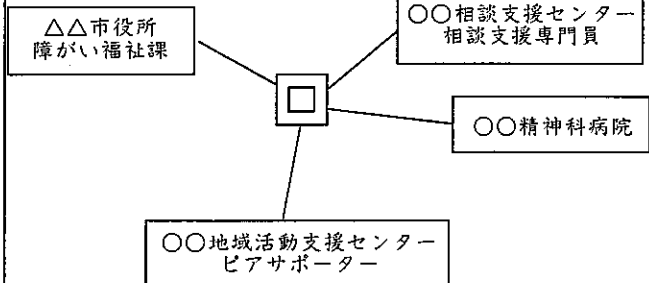 △△市役所
障がい福祉課
○○相談支援センター
相談支援専門員
○○精神科病院
○○地域活動支援センター
ピアサポーター